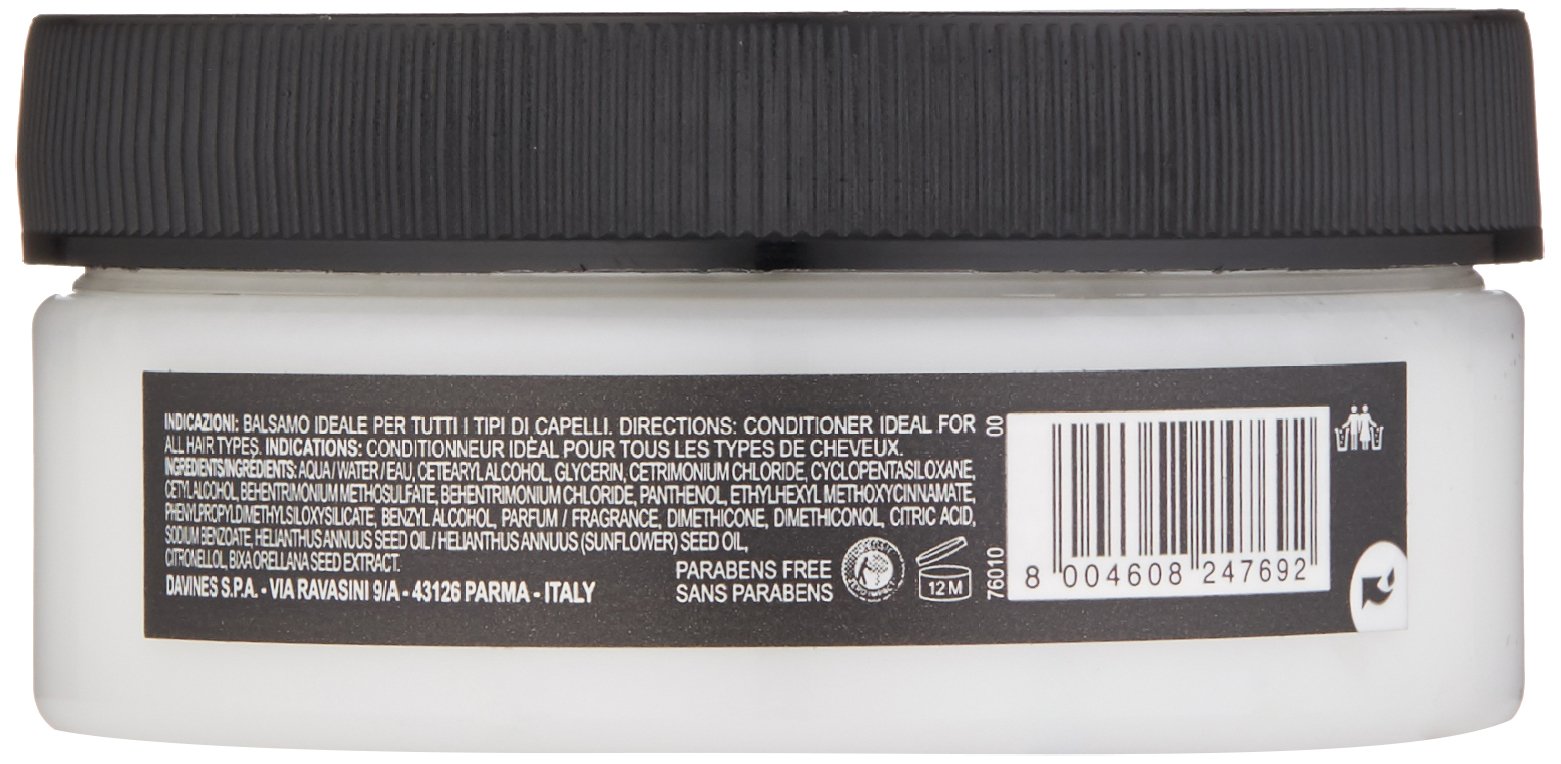 INDICAZIONI: BALSAMO IDEALE PER TUTTI I TIPI DI CAPELLI. DIRECTIONS: CONDITIONER IDEAL FOR
ALL HAIR TYPES. INDICATIONS: CONDITIONNEUR IDÈAL POUR TOUS LES TYPES DE CHEVEUX.
INGREDIENTS/INGRÉDIENTS: AQUA / WATER / EAU, CETEARYL ALCOHOL, GLYCERIN, CETRIMONIUM CHLORIDE, CYCLOPENTASILOXANE,
CETYL ALCOHOL, BEHENTRIMONIUM METHOSULFATE, BEHENTRIMONIUM CHLORIDE, PANTHENOL, ETHYLHEXYL METHOXYCINNAMATE,
PHENYLPROPYLDIMETHYLSILOXYSILICATE, BENZYL ALCOHOL, PARFUM / FRAGRANCE, DIMETHICONE, DIMETHICONOL, CITRIC ACID,
SODIUM BENZOATE, HELIANTHUS ANNUUS SEED OIL / HELIANTHUS ANNUUS (SUNFLOWER) SEED OIL,
CITRONELLOL, BIXA ORELLANA SEED EXTRACT.
DAVINES S.P.A. - VIA RAVASINI 9/A - 43126 PARMA - ITALY
PARABENS FREE
SANS PARABENS
12 M
76010 00
8 004608 247692